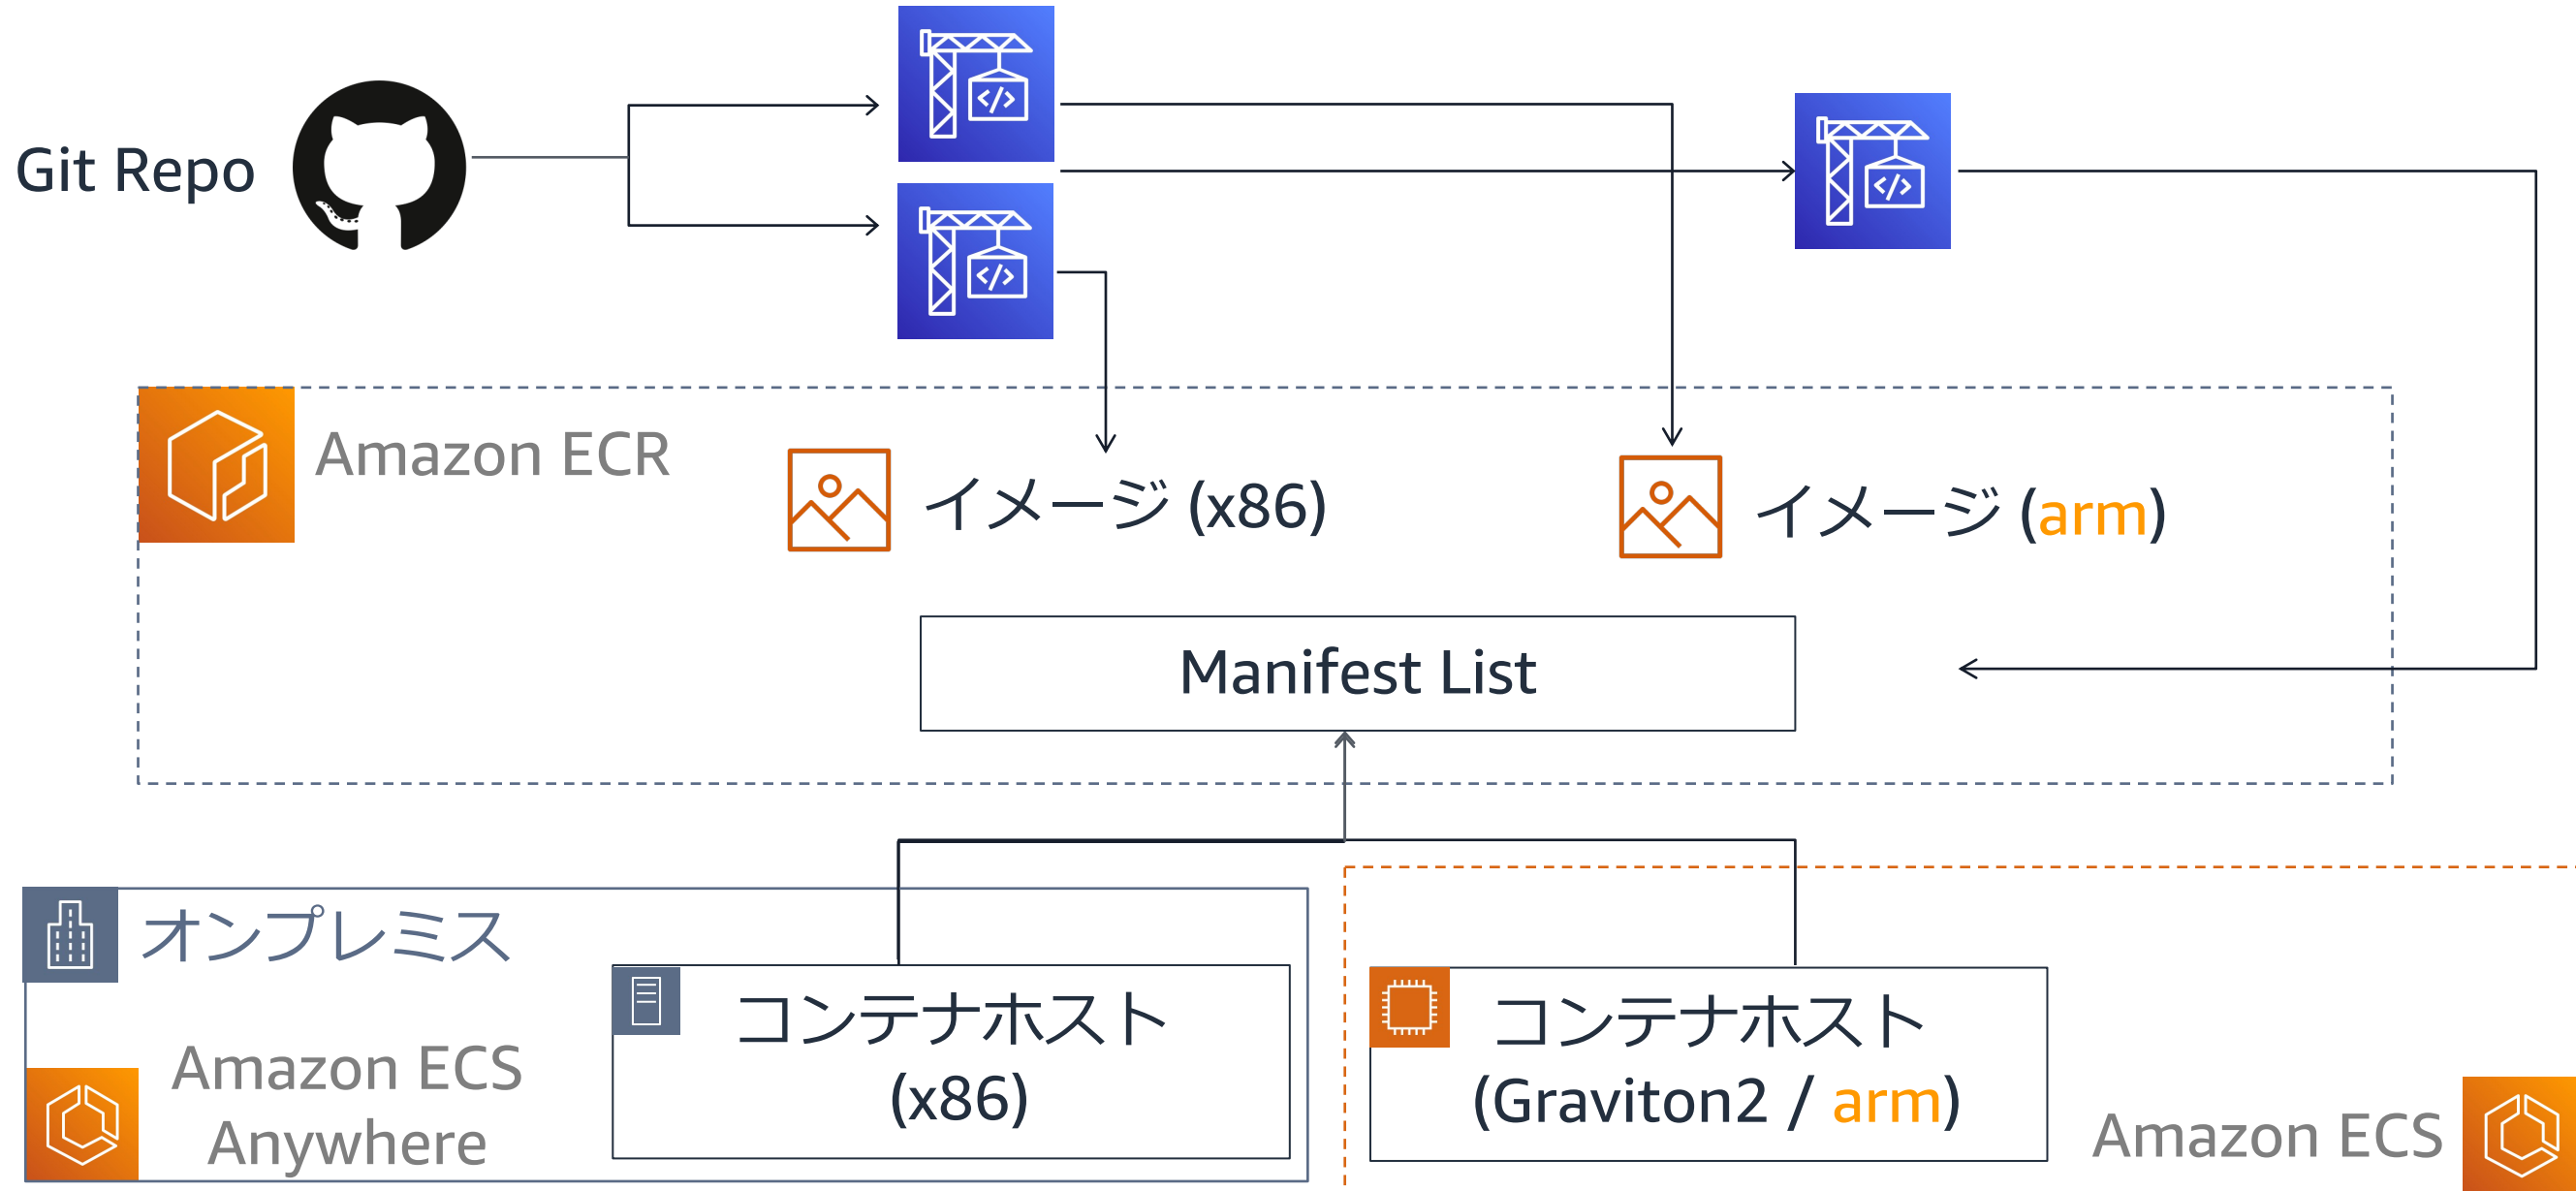 Git Repo
Amazon ECR
イメージ (x86)
イメージ (arm)
Manifest List
オンプレミス
Amazon ECS
Anywhere
コンテナホスト
(x86)
コンテナホスト
(Graviton2 / arm)
Amazon ECS